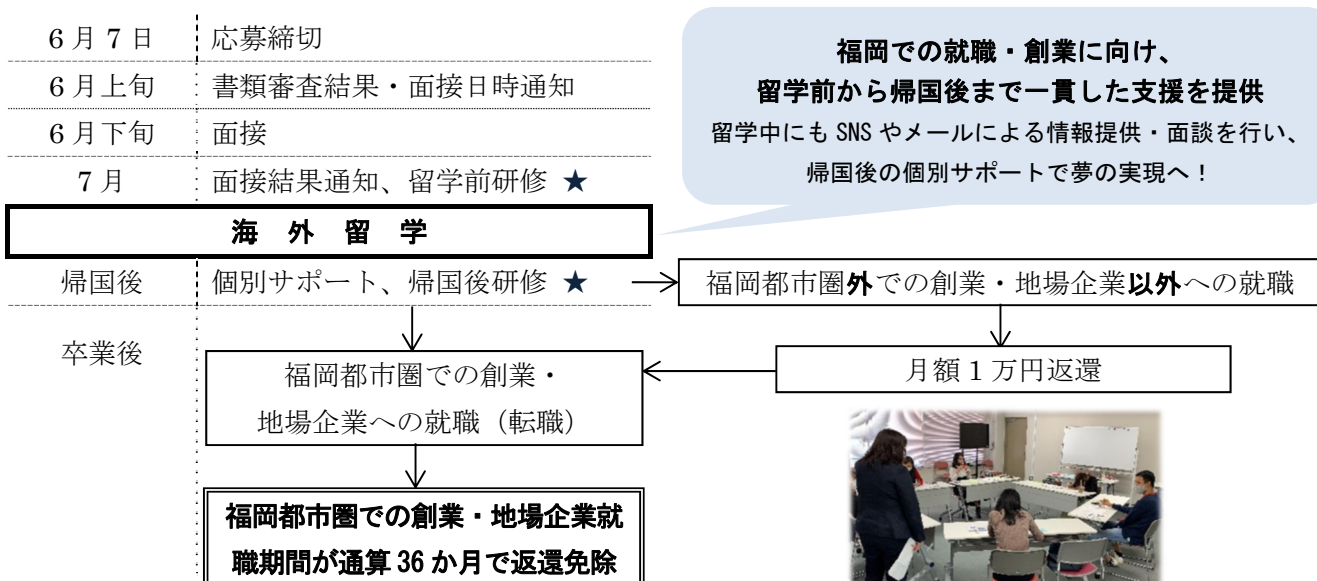 6月7日 応募締切
6月上旬 書類審査結果・面接日時通知
6月下旬 面接
7月 面接結果通知、留学前研修 ★
海 外 留 学
帰国後 個別サポート、帰国後研修 ★
卒業後
福岡での就職・創業に向け、
留学前から帰国後まで一貫した支援を提供
留学中にも SNS やメールによる情報提供・面談を行い、
帰国後の個別サポートで夢の実現へ！
福岡都市圏外での創業・地場企業以外への就職
月額1万円返還
福岡都市圏での創業・
地場企業への就職（転職）
福岡都市圏での創業・地場企業就
職期間が通算 36 か月で返還免除